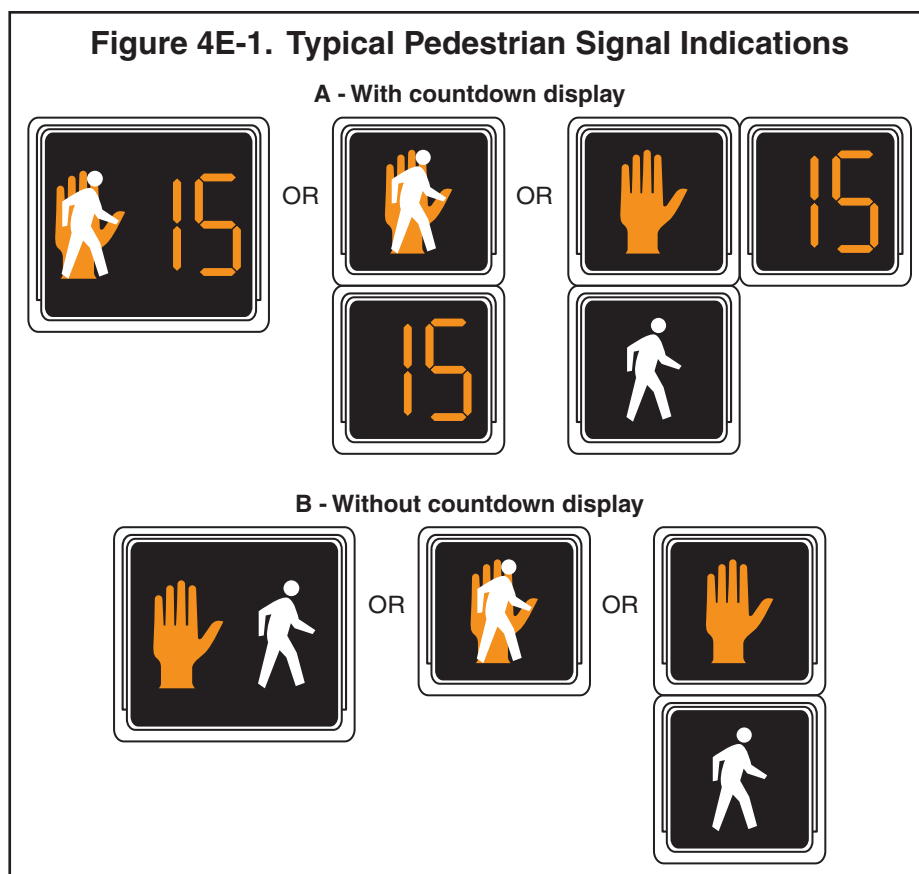 Figure 4E-1. Typical Pedestrian Signal Indications
A - With countdown display
15
OR
OR
15
15
B - Without countdown display
OR
OR